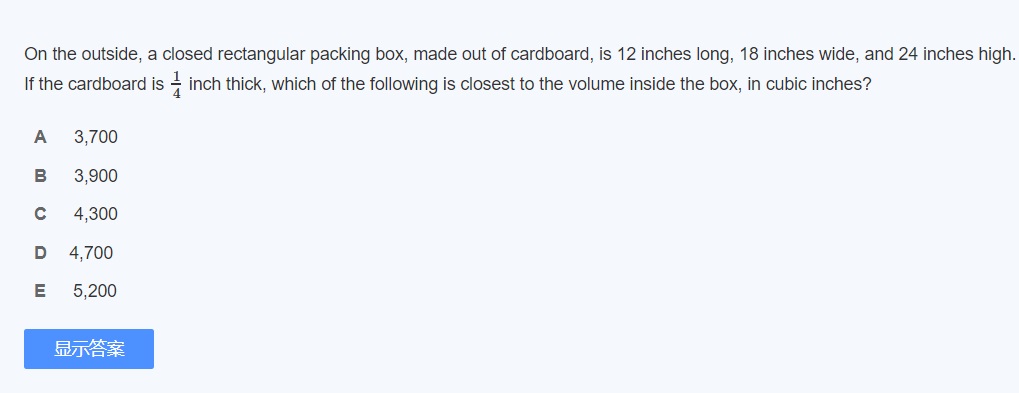 On the outside, a closed rectangular packing box, made out of cardboard, is 12 inches long, 18 inches wide, and 24 inches high.
If the cardboard is 1/4 inch thick, which of the following is closest to the volume inside the box, in cubic inches?
A 3,700
B 3,900
C 4,300
D 4,700
E 5,200
显示答案